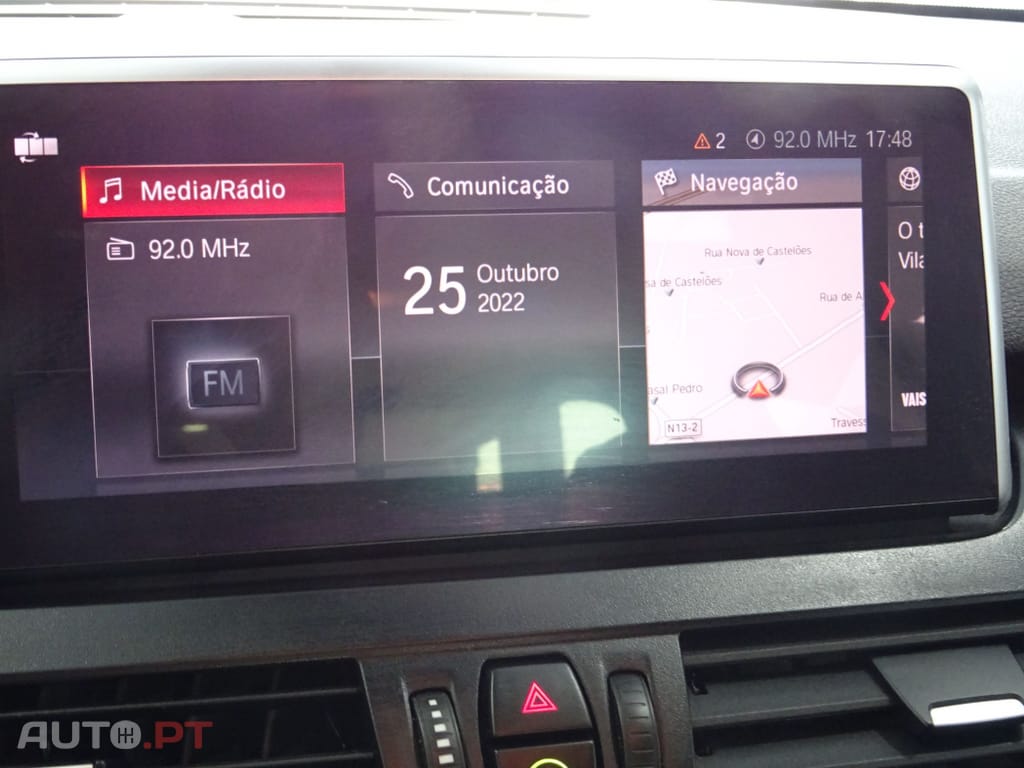 2 92.0 MHz 17:48
Media/Rádio
92.0 MHz
FM
Comunicação
25 Outubro
2022
Navegação
Rua Nova de Castelões
sa de Castelões
Rua de A
asal Pedro
N13-2
Traves
O t
Vila
VAIS
AUTO.PT